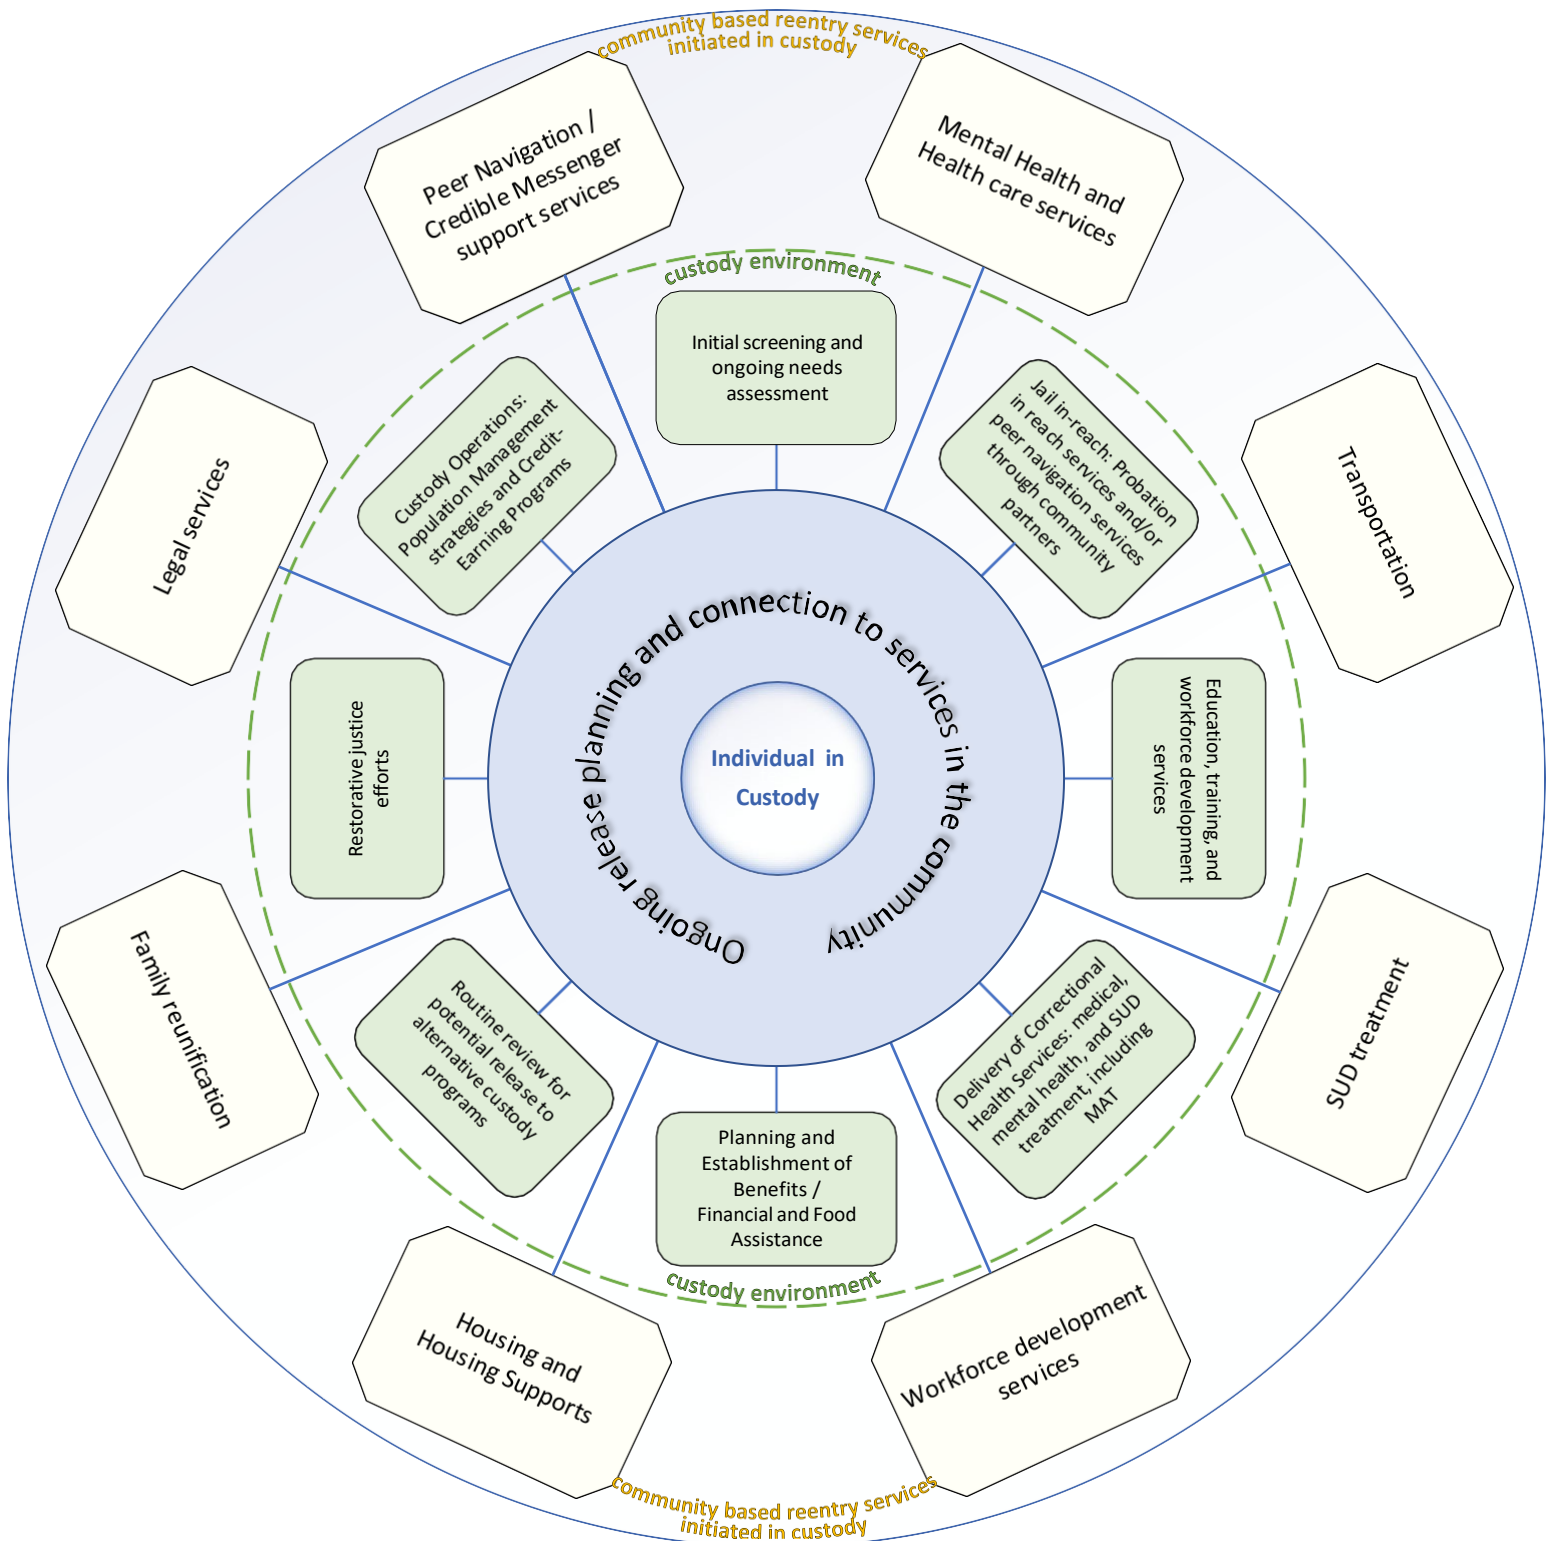 community based reentry services
initiated in custody
Peer Navigation /
Credible Messenger
support services
Mental Health and
Health care services
Transportation
SUD treatment
Workforce development
services
Housing and
Housing Supports
Family reunification
Legal services
custody environment
Initial screening and
ongoing needs
assessment
Jail in-reach: Probation
in reach services and/or
peer navigation services
through community
partners
Education, training, and
workforce development
services
Delivery of Correctional
Health Services: medical,
mental health, and SUD
treatment, including
MAT
Planning and
Establishment of
Benefits /
Financial and Food
Assistance
Routine review for
potential release to
alternative custody
programs
Restorative justice
efforts
Custody Operations:
Population Management
strategies and Credit-
Earning Programs
Ongoing release planning and connection to services in the community
Individual in
Custody
custody environment
community based reentry services
initiated in custody